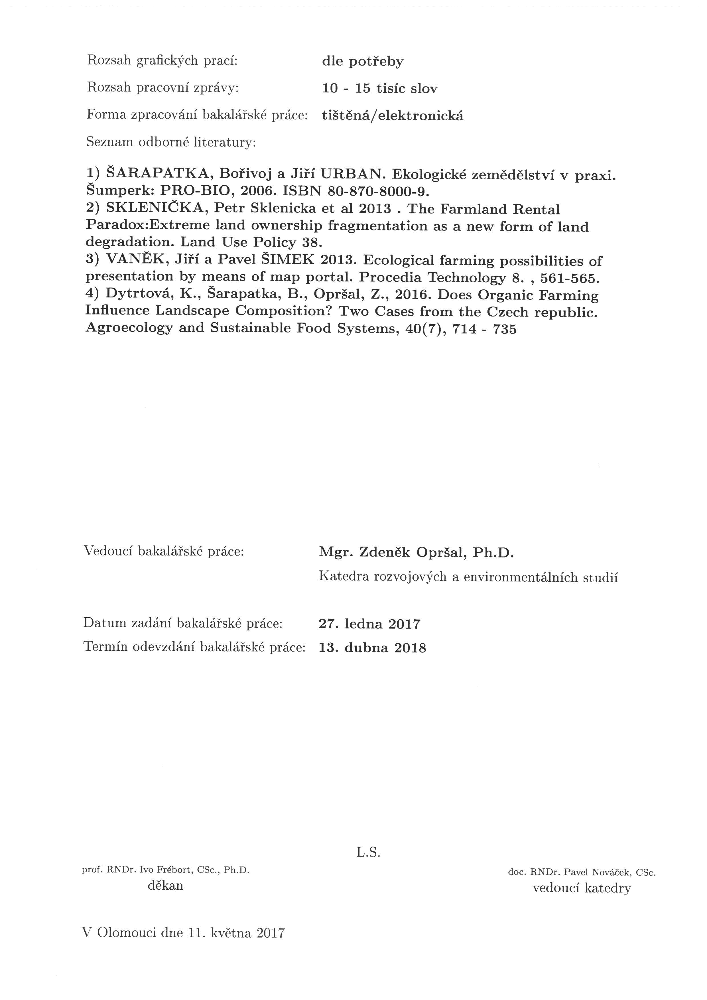 Rozsah grafických prací: dle potřeby
Rozsah pracovní zprávy: 10 - 15 tisíc slov
Forma zpracování bakalářské práce: tištěná/elektronická
Seznam odborné literatury:
1) ŠARAPATKA, Bořivoj a Jiří URBAN. Ekologické zemědělství v praxi.
Šumperk: PRO-BIO, 2006. ISBN 80-870-8000-9.
2) SKLENIČKA, Petr Sklenicka et al 2013 . The Farmland Rental
Paradox:Extreme land ownership fragmentation as a new form of land
degradation. Land Use Policy 38.
3) VANĚK, Jiří a Pavel ŠIMEK 2013. Ecological farming possibilities of
presentation by means of map portal. Procedia Technology 8. , 561-565.
4) Dytrtová, K., Šarapatka, B., Opršal, Z., 2016. Does Organic Farming
Influence Landscape Composition? Two Cases from the Czech republic.
Agroecology and Sustainable Food Systems, 40(7), 714 - 735
Vedoucí bakalářské práce: Mgr. Zdeněk Opršal, Ph.D.
Katedra rozvojových a environmentálních studií
Datum zadání bakalářské práce: 27. ledna 2017
Termín odevzdání bakalářské práce: 13. dubna 2018
L.S.
prof. RNDr. Ivo Frébort, CSc., Ph.D. doc. RNDr. Pavel Nováček, CSc.
děkan vedoucí katedry
V Olomouci dne 11. května 2017